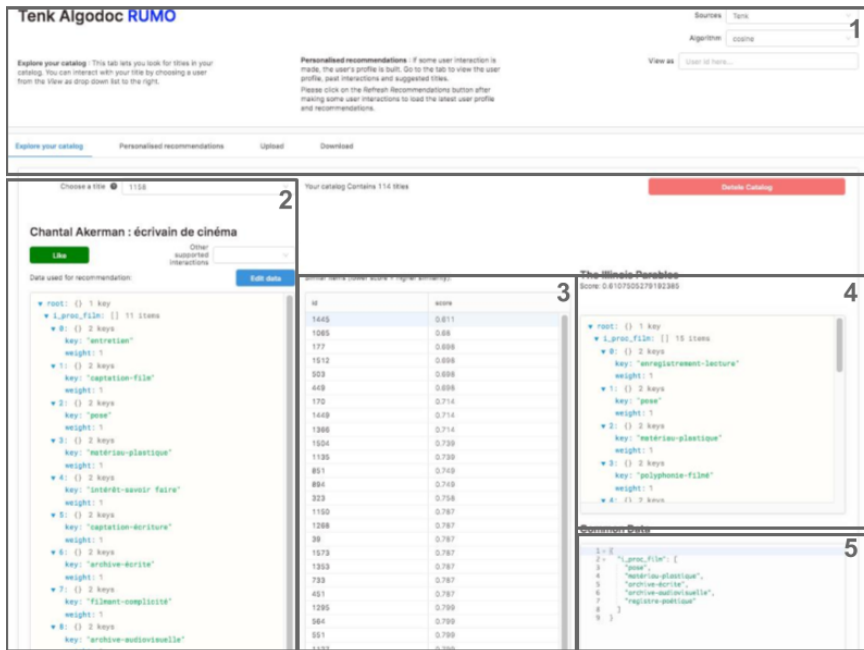 Tenk Algodoc RUMO
Sources Tenk
1
Algorithm cosine
View as User id here...
Explore your catalog : This tab lets you look for titles in your
catalog. You can interact with your title by choosing a user
from the View as drop down list to the right.
Personalised recommendations : If some user interaction is
made, the user's profile is built. Go to the tab to view the user
profile, past interactions and suggested titles.
Please click on the Refresh Recommendations button after
making some user interactions to load the latest user profile
and recommendations.
Explore your catalog Personalised recommendations Upload Download
Choose a title 1158
2
Your catalog Contains 114 titles
Delete Catalog
Chantal Akerman : écrivain de cinéma
Like
Other
supported
interactions
Data used for recommendation:
Edit data
root: {} 1 key
i_proc_film: [] 11 items
0: {} 2 keys
key: "entretien"
weight: 1
1: {} 2 keys
key: "captation-film"
weight: 1
2: {} 2 keys
key: "pose"
weight: 1
3: {} 2 keys
key: "matériau-plastique"
weight: 1
4: {} 2 keys
key: "intérêt-savoir faire"
weight: 1
5: {} 2 keys
key: "captation-écriture"
weight: 1
6: {} 2 keys
key: "archive-écrite"
weight: 1
7: {} 2 keys
key: "filmant-complicité"
weight: 1
8: {} 2 keys
key: "archive-audiovisuelle"
Similar items (lower score = higher similarity):
3
id score
1445 0.611
1085 0.66
177 0.698
1512 0.698
503 0.698
449 0.698
170 0.714
1449 0.714
1366 0.714
1504 0.739
1135 0.739
851 0.749
894 0.749
323 0.758
1150 0.767
1288 0.767
39 0.767
1573 0.767
1353 0.767
733 0.767
451 0.767
1295 0.799
564 0.799
551 0.799
The Illinois Parables
Score: 0.6107505279192385
4
root: {} 1 key
i_proc_film: [] 15 items
0: {} 2 keys
key: "enregistrement-lecture"
weight: 1
1: {} 2 keys
key: "pose"
weight: 1
2: {} 2 keys
key: "matériau-plastique"
weight: 1
3: {} 2 keys
key: "polyphonie-filmé"
weight: 1
4: {} 2 keys
Common Data
5
1 {
2 "i_proc_film": [
3 "pose",
4 "matériau-plastique",
5 "archive-écrite",
6 "archive-audiovisuelle",
7 "registre-poétique"
8 ]
9 }